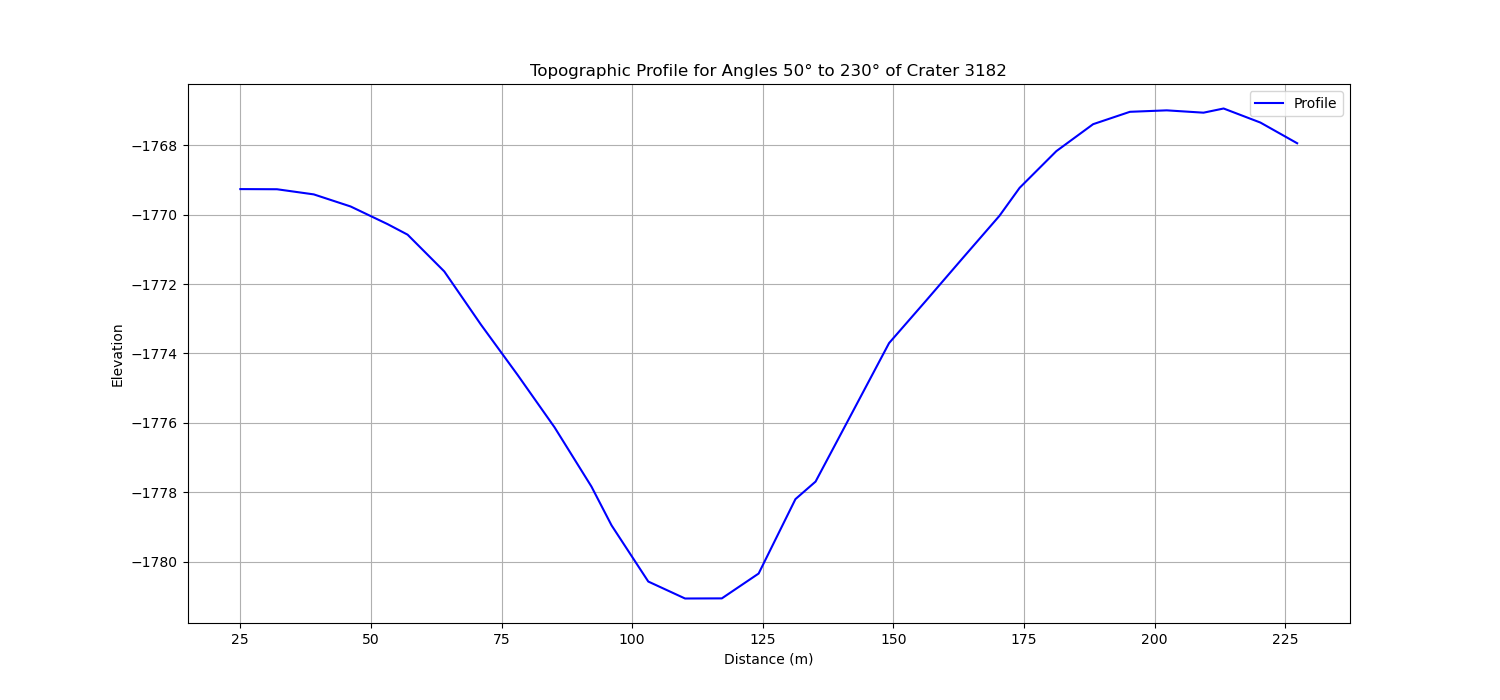 Topographic Profile for Angles 50° to 230° of Crater 3182
Profile
−1768
−1770
−1772
−1774
−1776
−1778
−1780
Elevation
25 50 75 100 125 150 175 200 225
Distance (m)